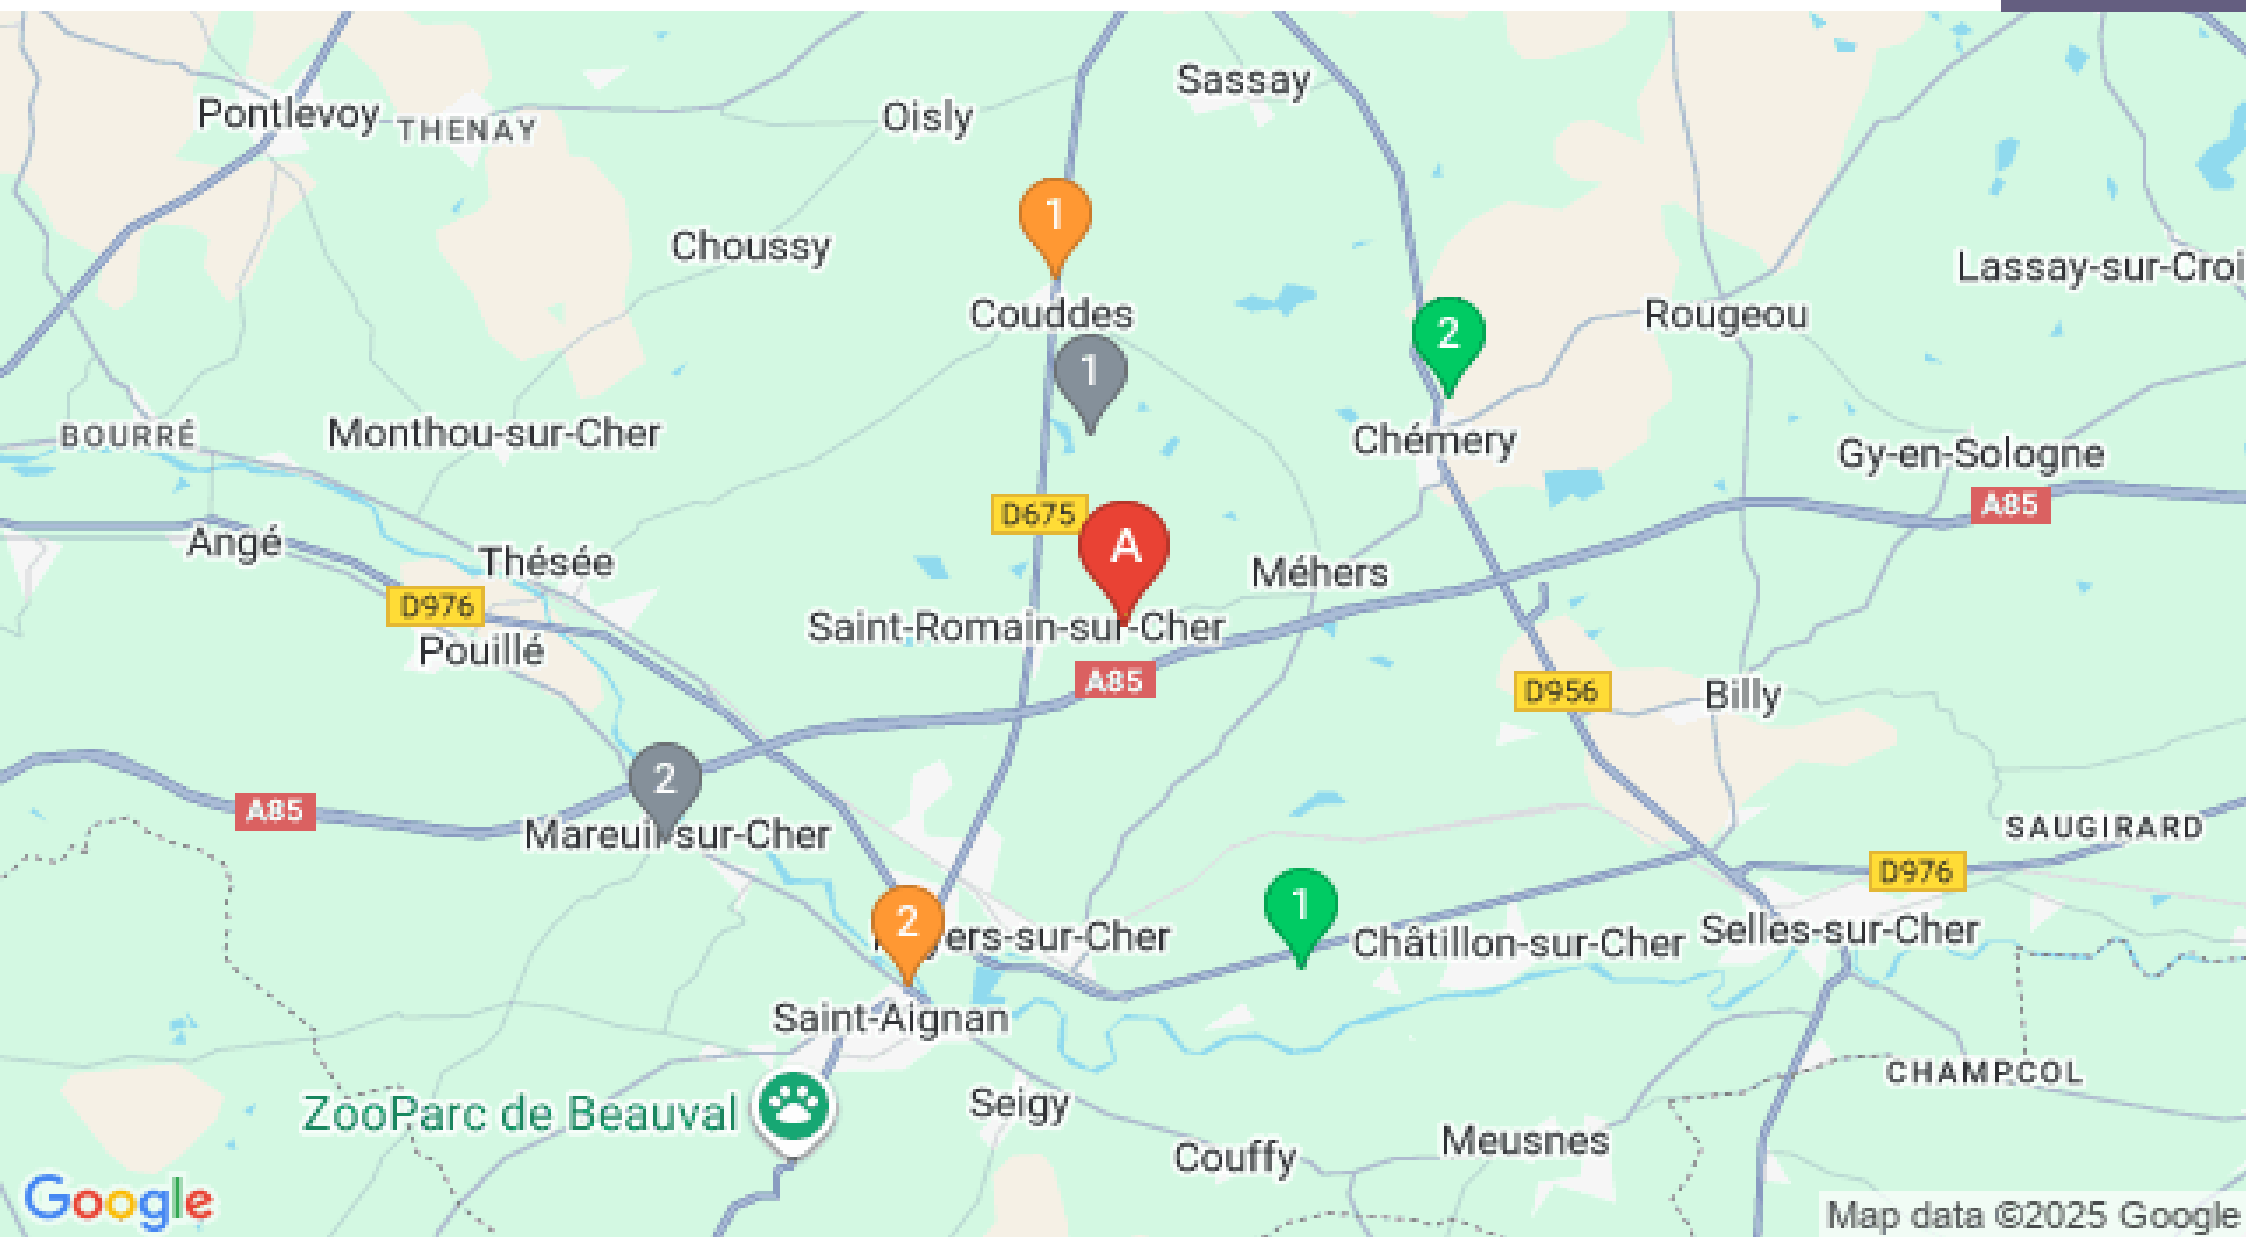 Sassay
Pontlevoy
THENAY
Oisly
1
Choussy
Lassay-sur-Croi
Couddes
2
Rougeou
1
BOURRÉ
Monthou-sur-Cher
Chémery
Gy-en-Sologne
A85
D675
Angé
A
Thésée
Méhers
D976
Saint-Romain-sur-Cher
Pouillé
A85
D956
Billy
2
A85
Mareuil-sur-Cher
SAUGIRARD
D976
1
2
ers-sur-Cher
Châtillon-sur-Cher
Selles-sur-Cher
Saint-Aignan
CHAMPCOL
ZooParc de Beauval
Seigy
Meusnes
Couffy
Google
Map data ©2025 Google